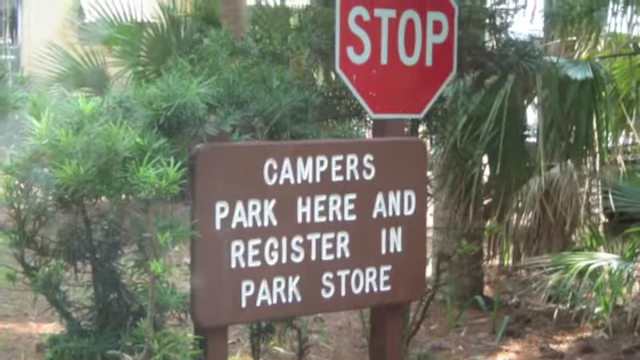 STOP
CAMPERS
PARK HERE AND
REGISTER IN
PARK STORE